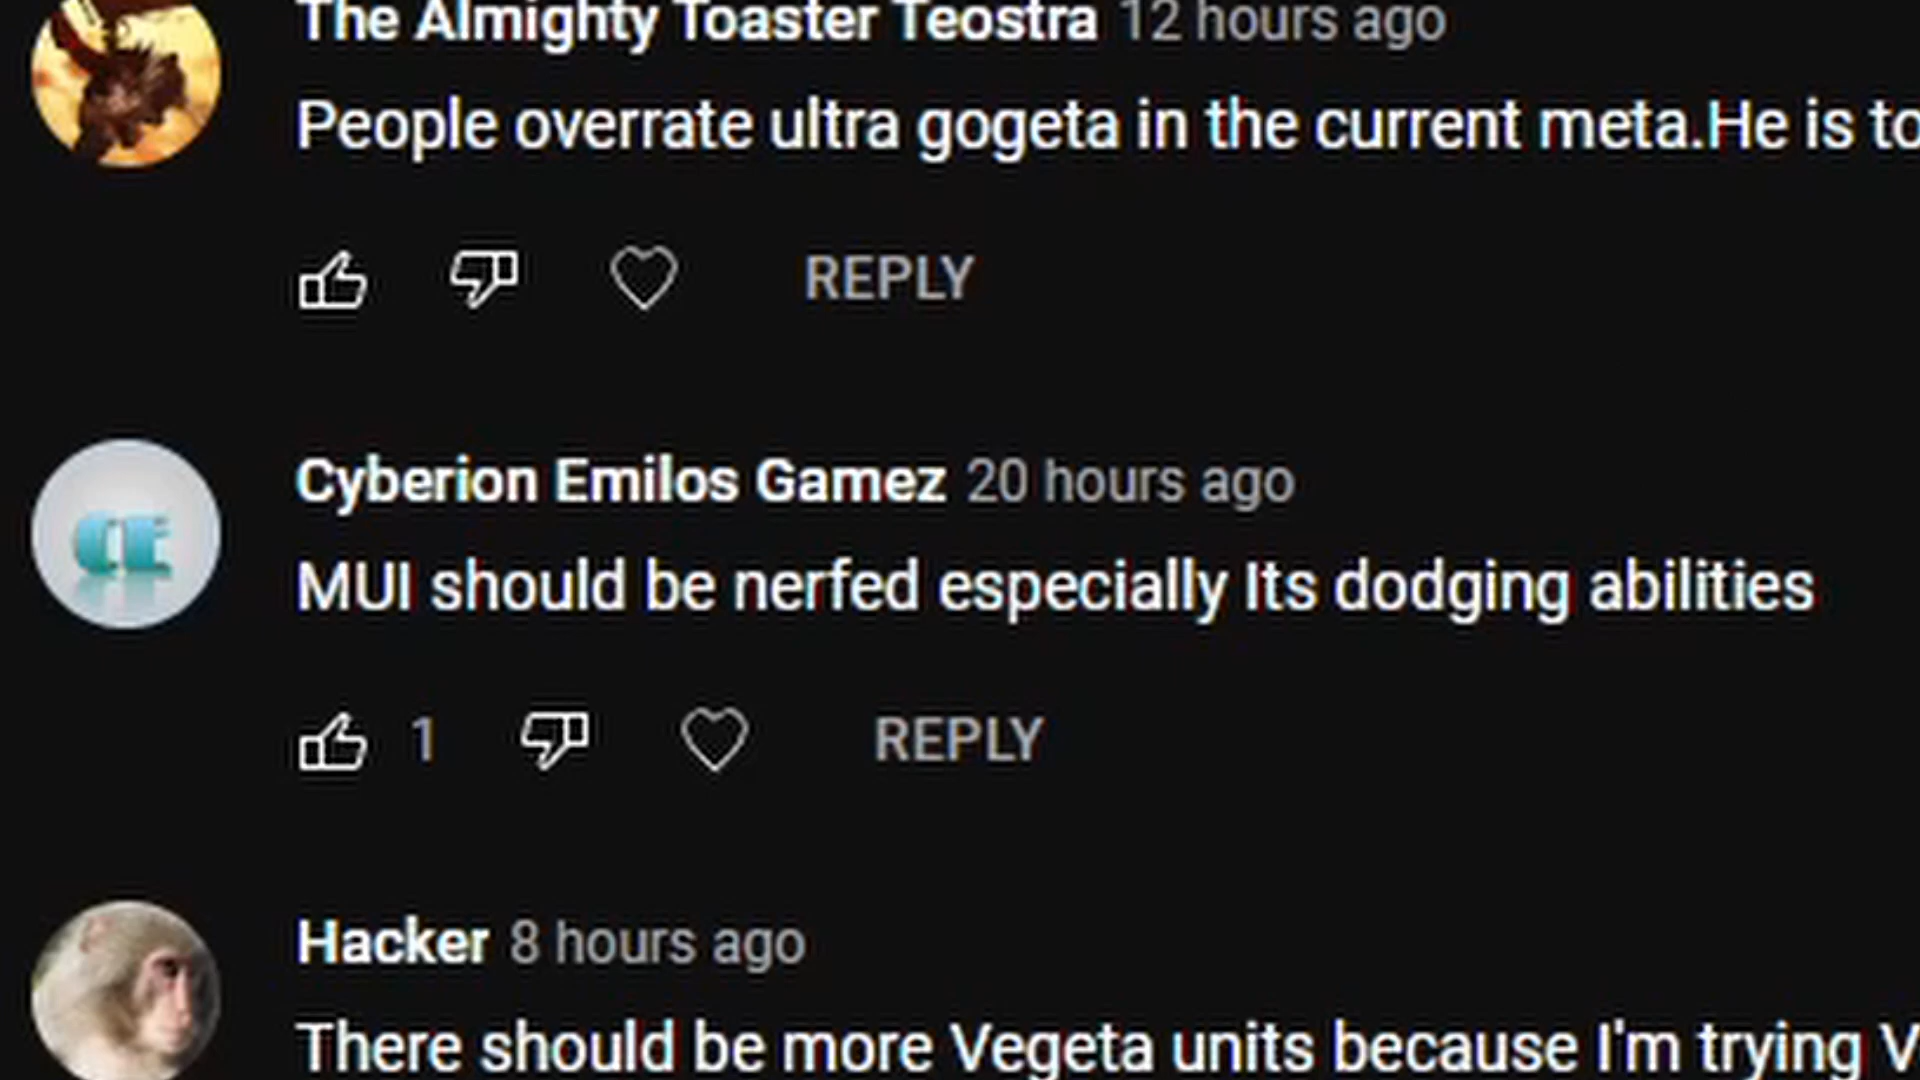 The Almighty Toaster Teostra 12 hours ago
People overrate ultra gogeta in the current meta.He is to
REPLY
CE
Cyberion Emilos Gamez 20 hours ago
MUI should be nerfed especially Its dodging abilities
1 REPLY
Hacker 8 hours ago
There should be more Vegeta units because I'm trying V